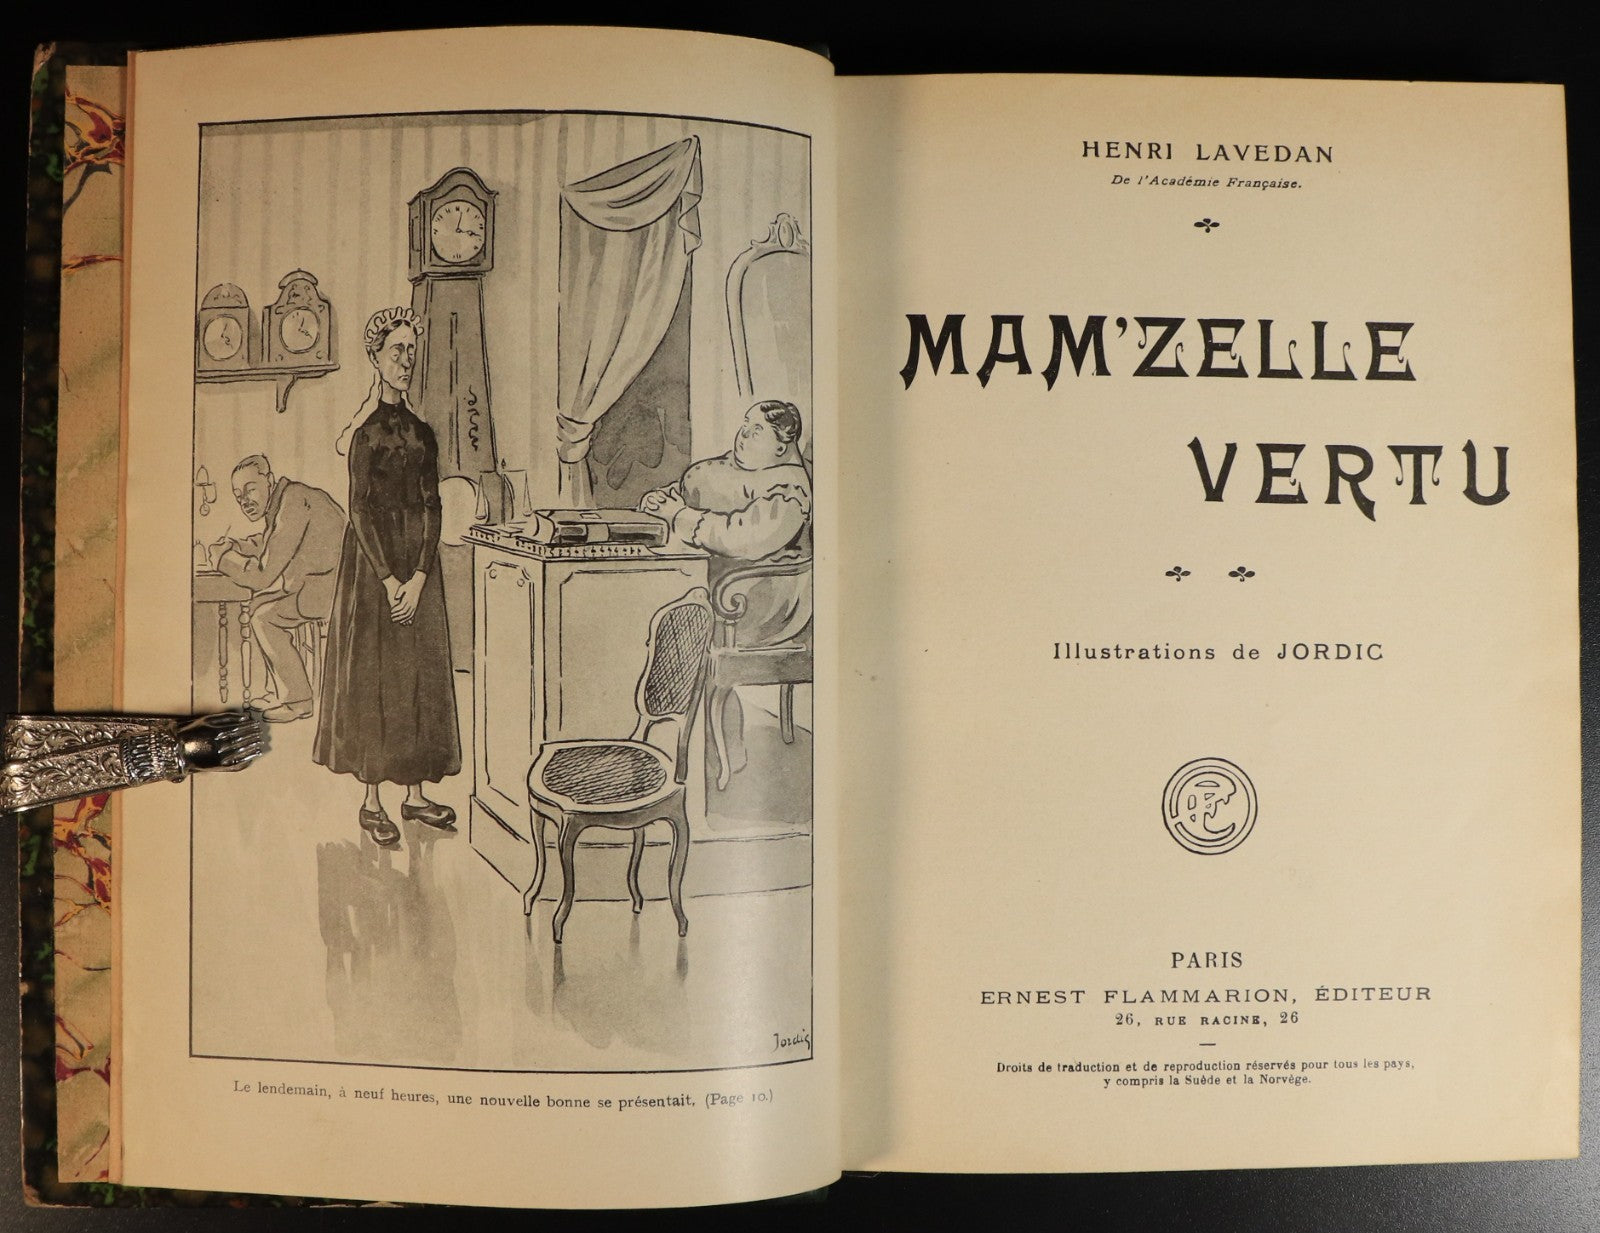 Jordic
Le lendemain, à neuf heures, une nouvelle bonne se présentait. (Page 10.)
HENRI LAVEDAN
De l'Académie Française.
MAM'ZELLE
VERTU
Illustrations de JORDIC
PARIS
ERNEST FLAMMARION, ÉDITEUR
26, RUE RACINE, 26
Droits de traduction et de reproduction réservés pour tous les pays,
y compris la Suède et la Norvège.